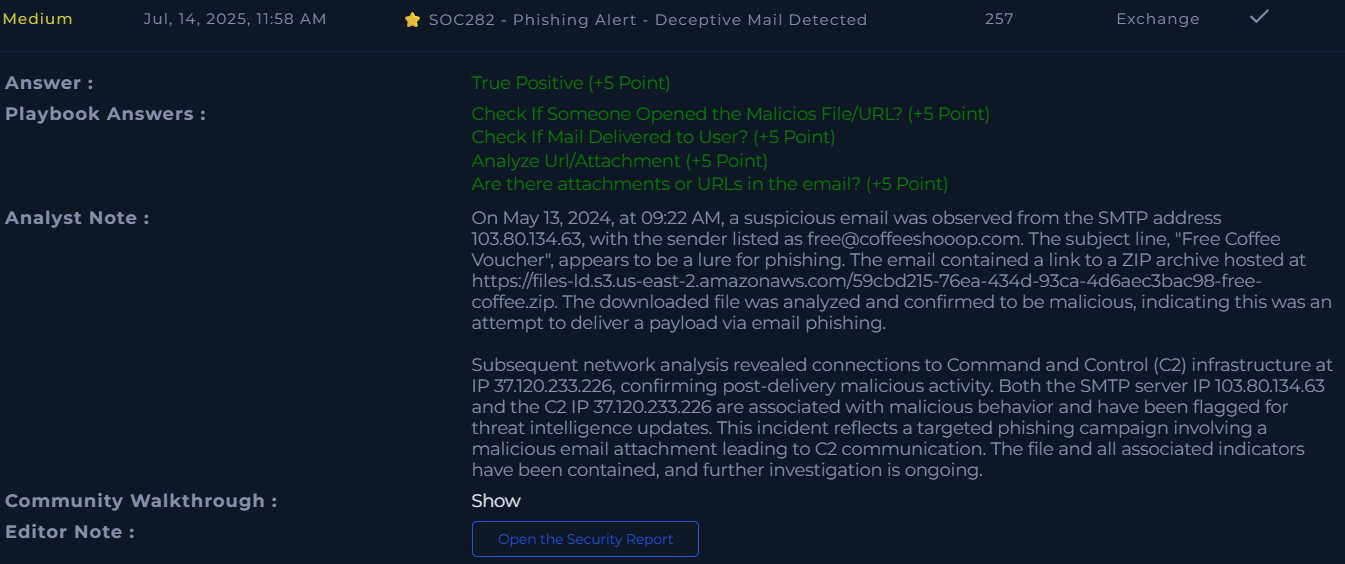 Medium Jul, 14, 2025, 11:58 AM SOC282 - Phishing Alert - Deceptive Mail Detected 257 Exchange
Answer : True Positive (+5 Point)
Playbook Answers : Check If Someone Opened the Malicios File/URL? (+5 Point)
Check If Mail Delivered to User? (+5 Point)
Analyze Url/Attachment (+5 Point)
Are there attachments or URLs in the email? (+5 Point)
Analyst Note : On May 13, 2024, at 09:22 AM, a suspicious email was observed from the SMTP address
103.80.134.63, with the sender listed as free@coffeeshooop.com. The subject line, "Free Coffee
Voucher", appears to be a lure for phishing. The email contained a link to a ZIP archive hosted at
https://files-ld.s3.us-east-2.amazonaws.com/59cbd215-76ea-434d-93ca-4d6aec3bac98-free-
coffee.zip. The downloaded file was analyzed and confirmed to be malicious, indicating this was an
attempt to deliver a payload via email phishing.
Subsequent network analysis revealed connections to Command and Control (C2) infrastructure at
IP 37.120.233.226, confirming post-delivery malicious activity. Both the SMTP server IP 103.80.134.63
and the C2 IP 37.120.233.226 are associated with malicious behavior and have been flagged for
threat intelligence updates. This incident reflects a targeted phishing campaign involving a
malicious email attachment leading to C2 communication. The file and all associated indicators
have been contained, and further investigation is ongoing.
Community Walkthrough : Show
Editor Note : Open the Security Report